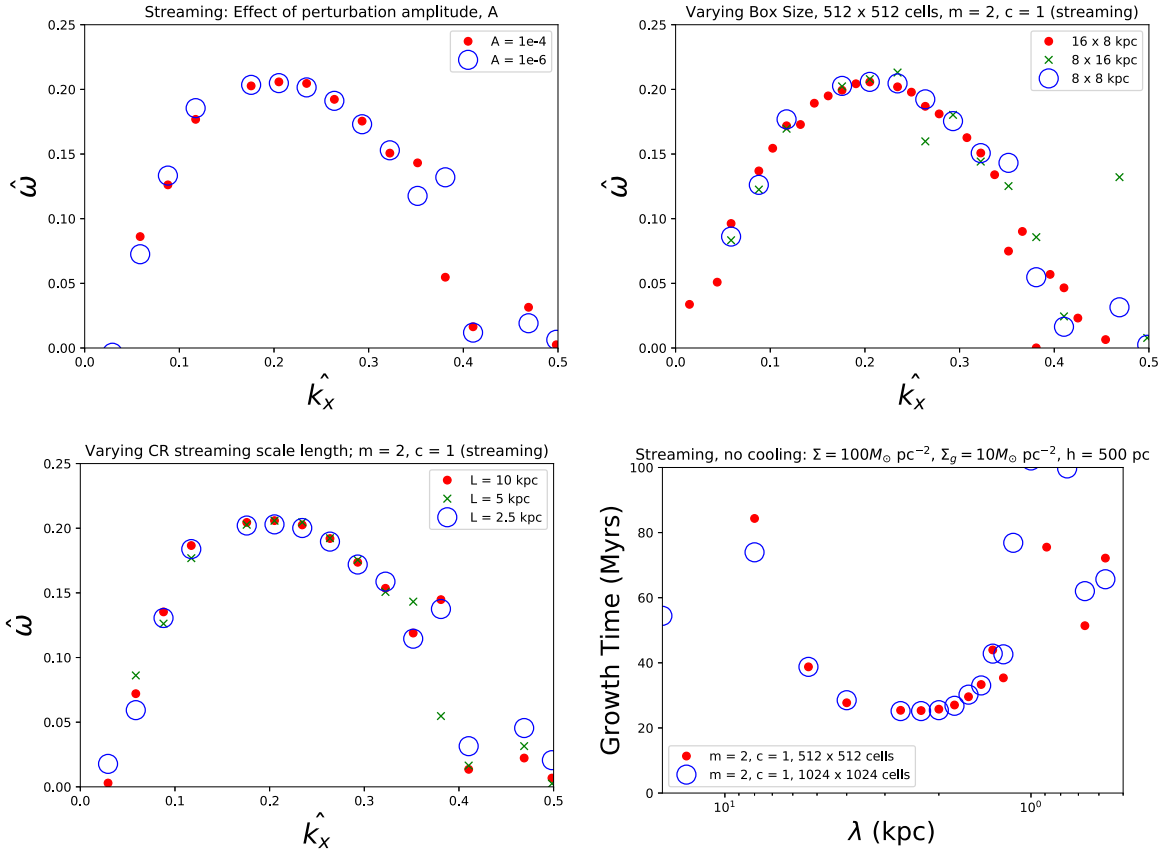 Streaming: Effect of perturbation amplitude, A
A = 1e-4
A = 1e-6
0.25
0.20
0.15
0.10
0.05
0.00
ω̂
0.0 0.1 0.2 0.3 0.4 0.5
k̂ₓ
Varying Box Size, 512 x 512 cells, m = 2, c = 1 (streaming)
16 x 8 kpc
8 x 16 kpc
8 x 8 kpc
0.25
0.20
0.15
0.10
0.05
0.00
ω̂
0.0 0.1 0.2 0.3 0.4 0.5
k̂ₓ
Varying CR streaming scale length; m = 2, c = 1 (streaming)
L = 10 kpc
L = 5 kpc
L = 2.5 kpc
0.25
0.20
0.15
0.10
0.05
0.00
ω̂
0.0 0.1 0.2 0.3 0.4 0.5
k̂ₓ
Streaming, no cooling: Σ = 100M⊙ pc⁻², Σg = 10M⊙ pc⁻², h = 500 pc
100
80
60
40
20
0
Growth Time (Myrs)
m = 2, c = 1, 512 x 512 cells
m = 2, c = 1, 1024 x 1024 cells
10¹ 10⁰
λ (kpc)